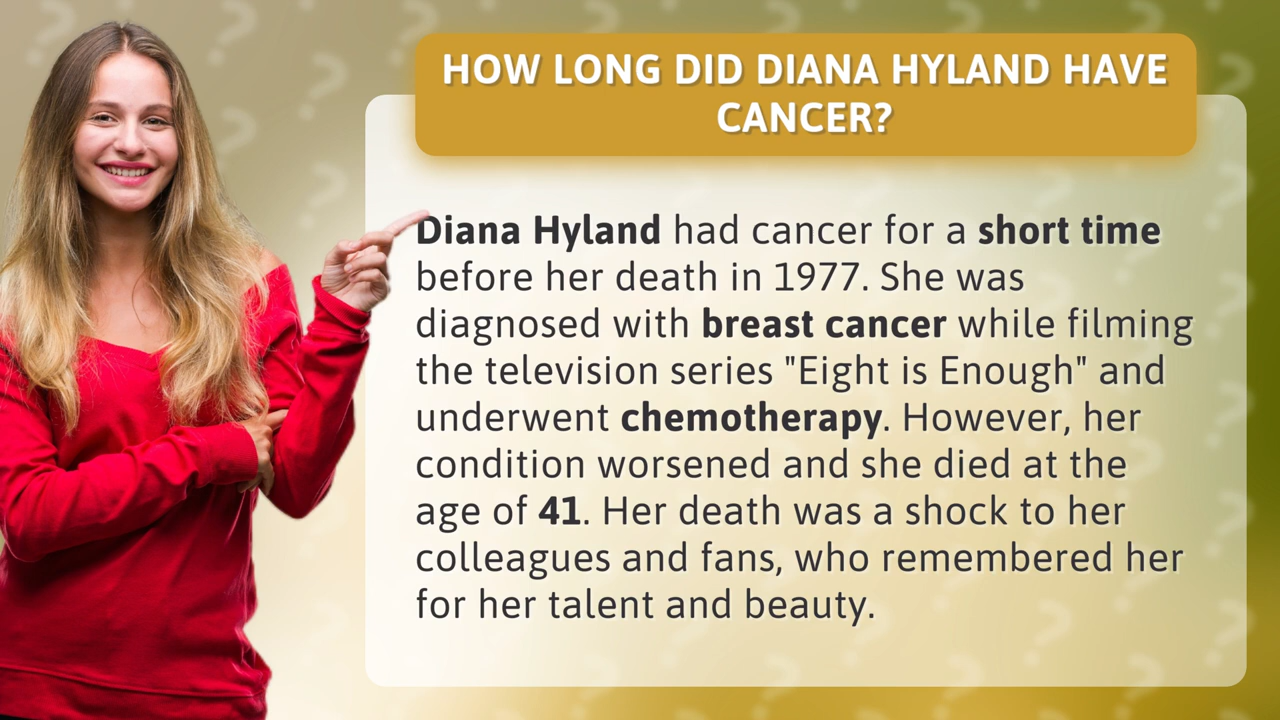 HOW LONG DID DIANA HYLAND HAVE
CANCER?
Diana Hyland had cancer for a short time
before her death in 1977. She was
diagnosed with breast cancer while filming
the television series "Eight is Enough" and
underwent chemotherapy. However, her
condition worsened and she died at the
age of 41. Her death was a shock to her
colleagues and fans, who remembered her
for her talent and beauty.